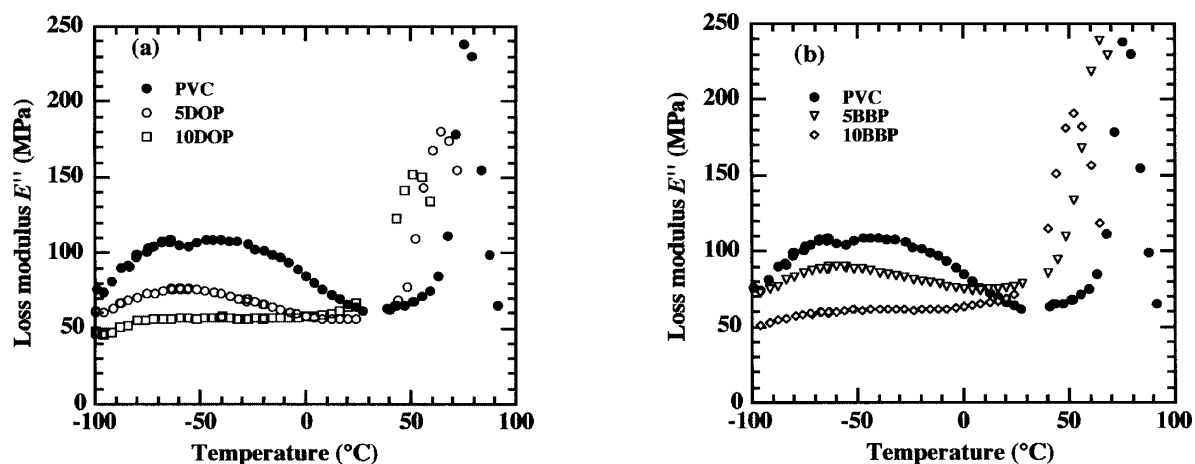 (a)
PVC
5DOP
10DOP
250
200
150
100
50
0
-100
-50
0
50
100
Loss modulus E'' (MPa)
Temperature (°C)
(b)
PVC
5BBP
10BBP
250
200
150
100
50
0
-100
-50
0
50
100
Loss modulus E'' (MPa)
Temperature (°C)